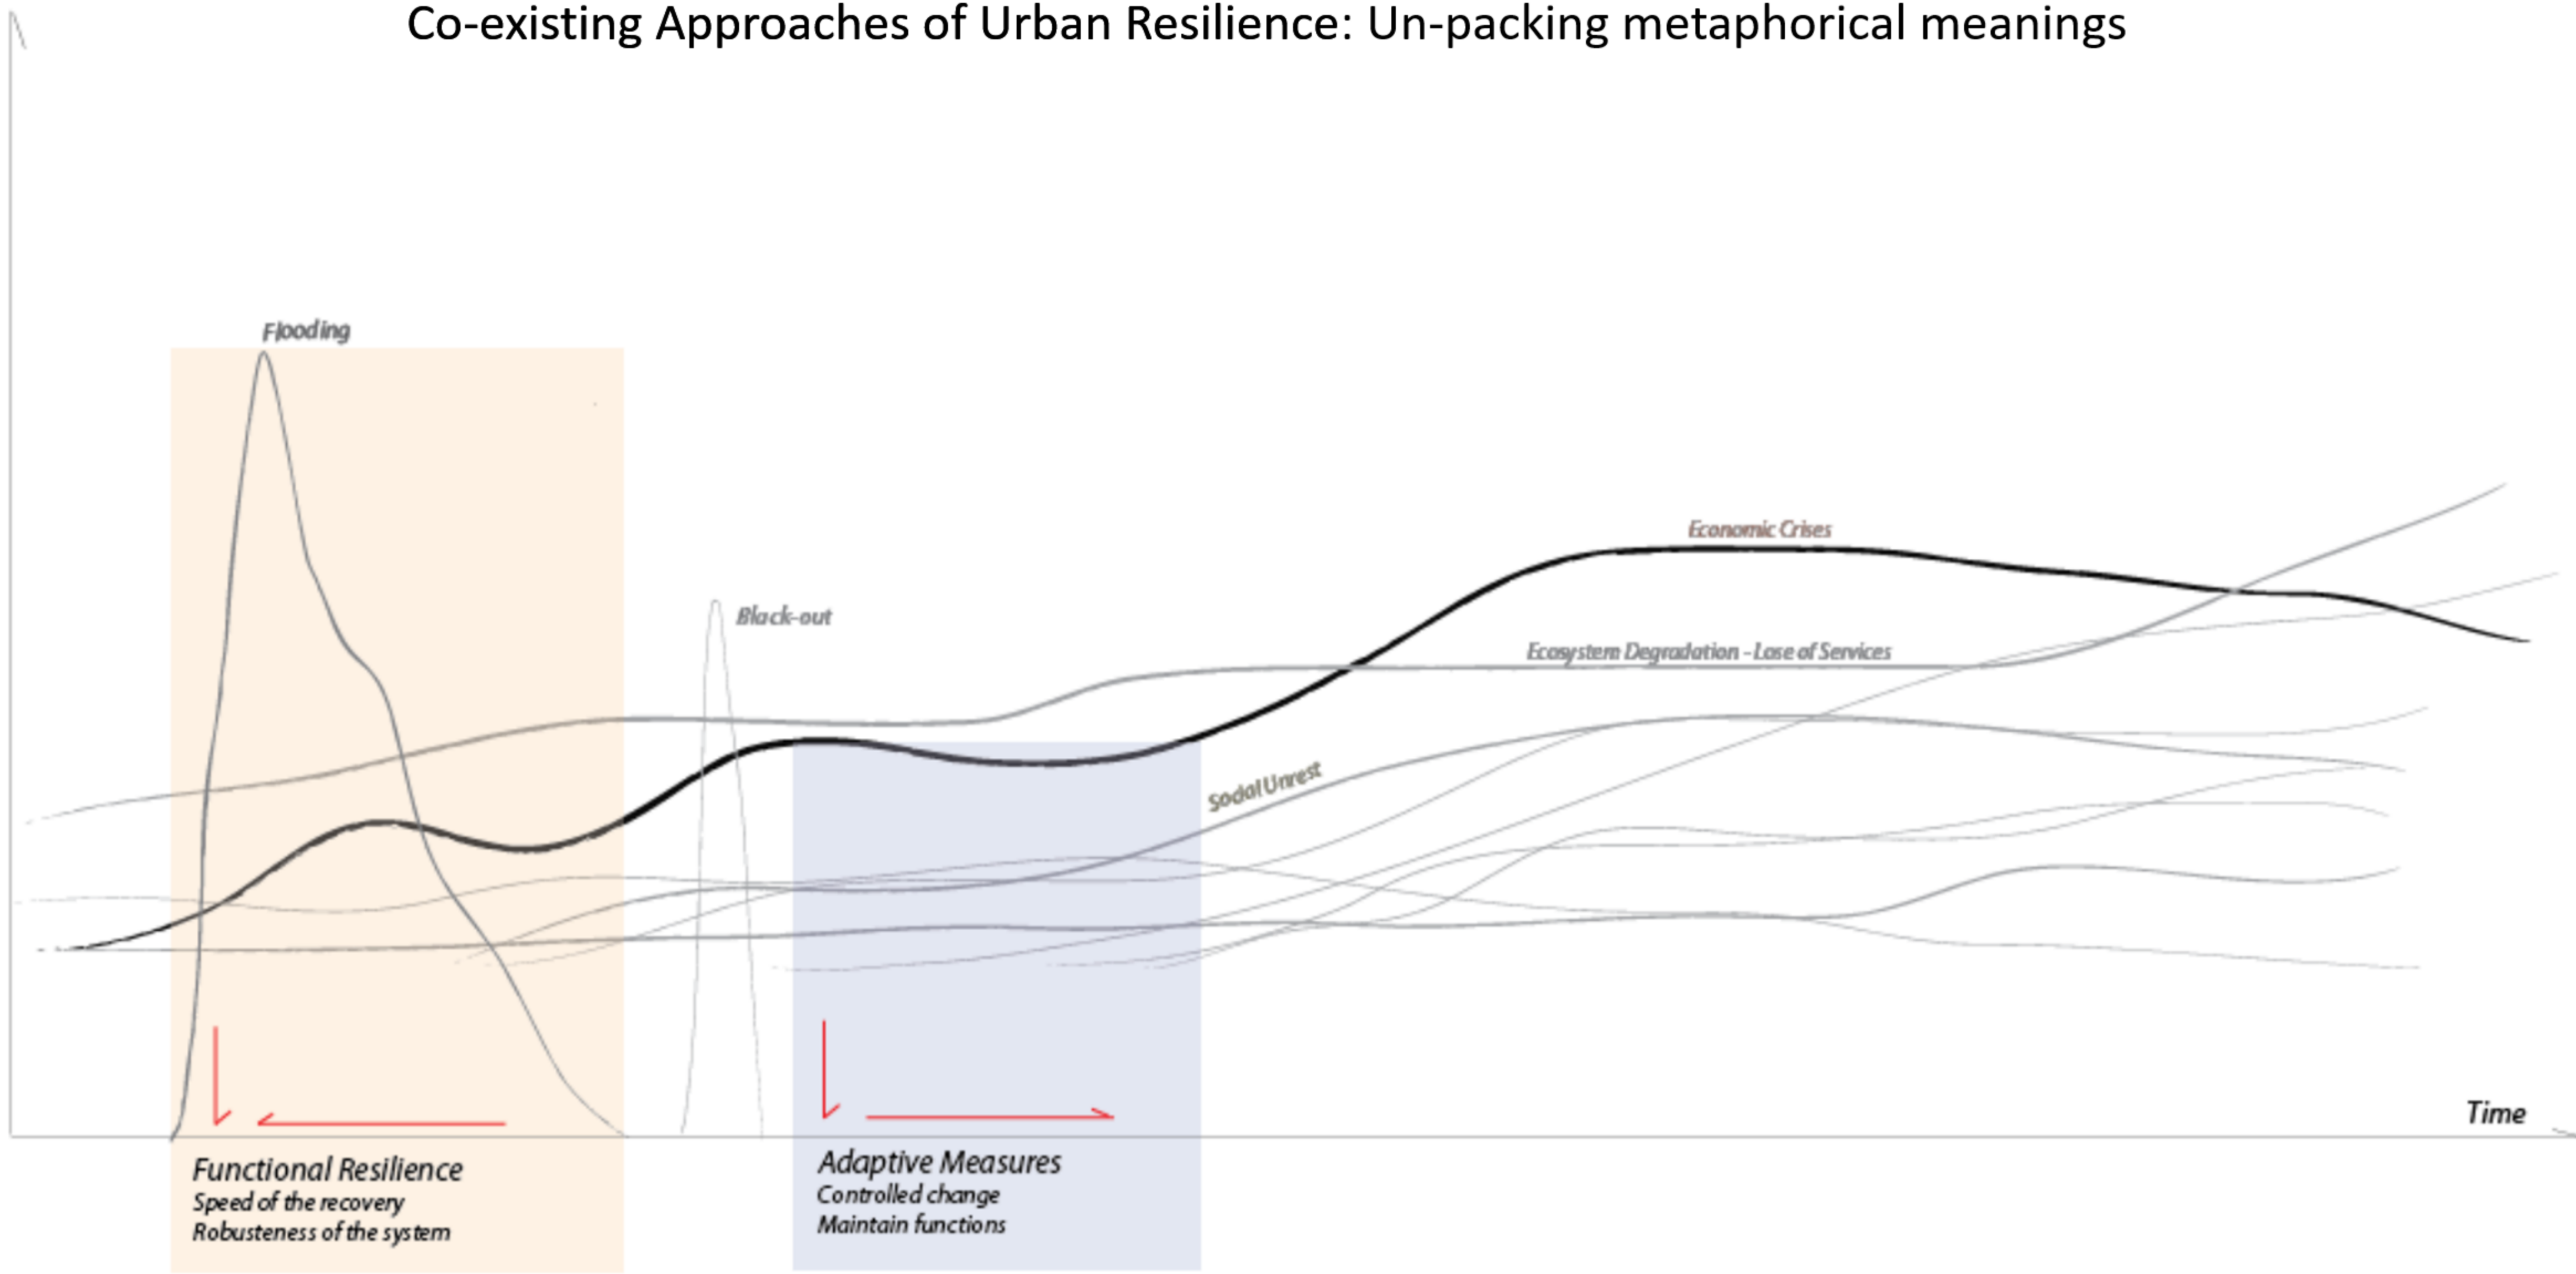 Co-existing Approaches of Urban Resilience: Un-packing metaphorical meanings
Flooding
Economic Crises
Black-out
Ecosystem Degradation - Lose of Services
Social Unrest
Time
Functional Resilience
Speed of the recovery
Robusteness of the system
Adaptive Measures
Controlled change
Maintain functions